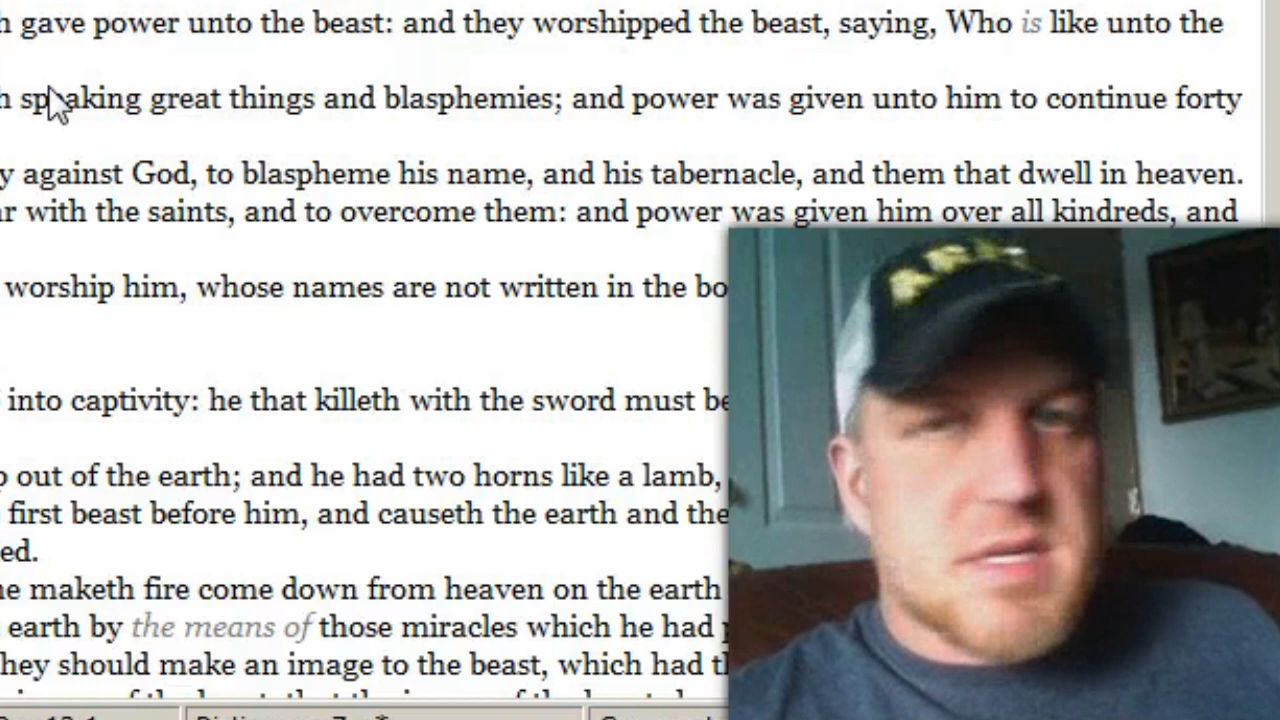 gave power unto the beast: and they worshipped the beast, saying, Who is like unto the
speaking great things and blasphemies; and power was given unto him to continue forty
y against God, to blaspheme his name, and his tabernacle, and them that dwell in heaven.
ar with the saints, and to overcome them: and power was given him over all kindreds, and
worship him, whose names are not written in the bo
into captivity: he that killeth with the sword must be
out of the earth; and he had two horns like a lamb,
first beast before him, and causeth the earth and the
ed.
he maketh fire come down from heaven on the earth
earth by the means of those miracles which he had
they should make an image to the beast, which had